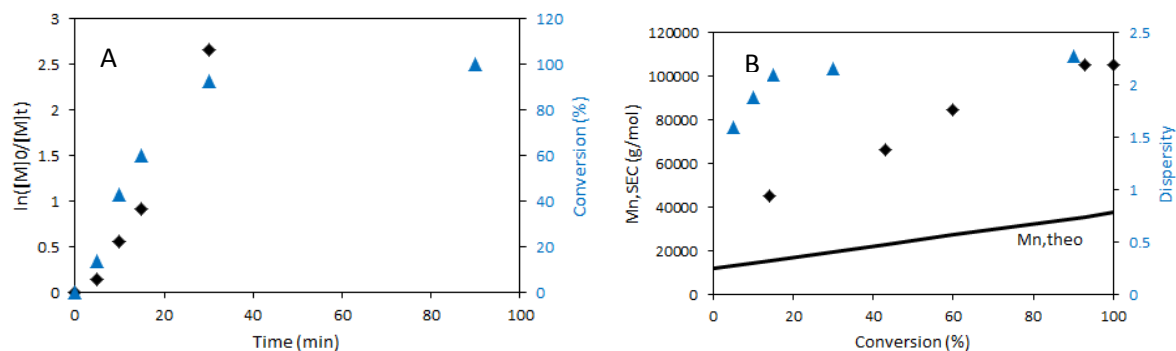 A
3
2.5
2
1.5
1
0.5
0
ln([M]0/[M]t)
120
100
80
60
40
20
0
Conversion (%)
0 20 40 60 80 100
Time (min)
B
120000
100000
80000
60000
40000
20000
0
Mn,SEC (g/mol)
Mn,theo
2.5
2
1.5
1
0.5
0
Dispersity
0 20 40 60 80 100
Conversion (%)